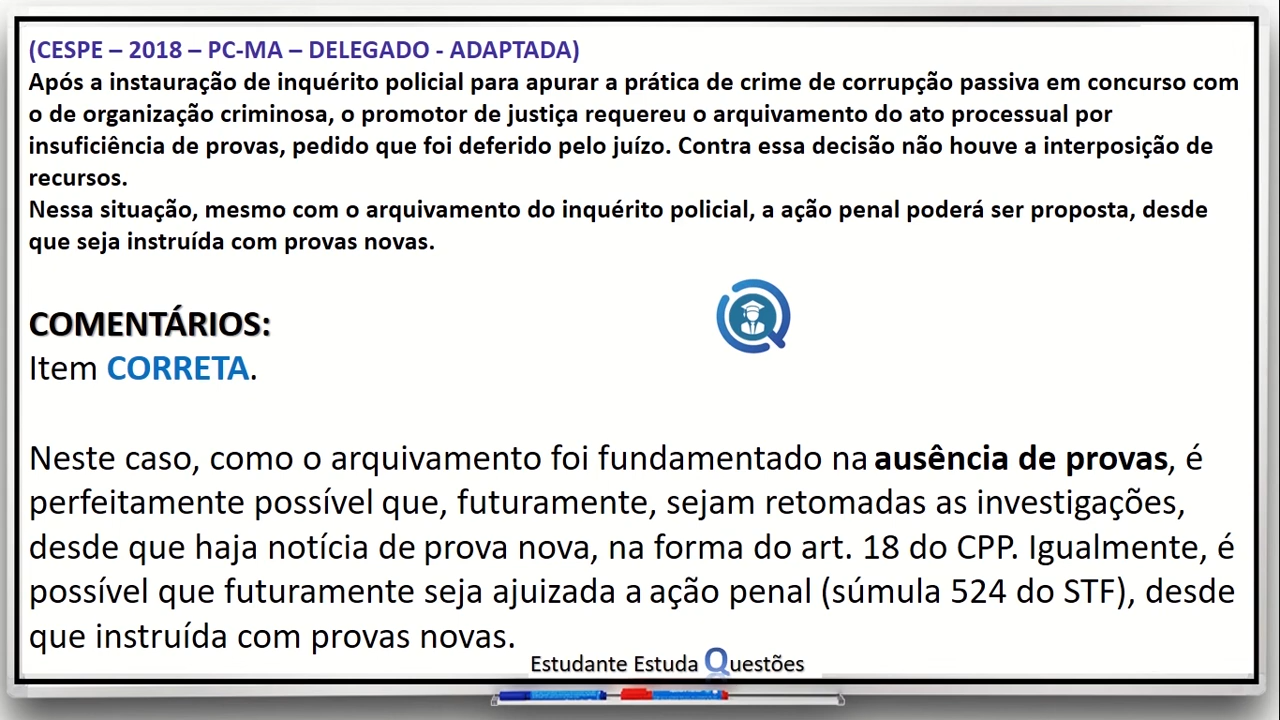 (CESPE – 2018 – PC-MA – DELEGADO - ADAPTADA)
Após a instauração de inquérito policial para apurar a prática de crime de corrupção passiva em concurso com
o de organização criminosa, o promotor de justiça requereu o arquivamento do ato processual por
insuficiência de provas, pedido que foi deferido pelo juízo. Contra essa decisão não houve a interposição de
recursos.
Nessa situação, mesmo com o arquivamento do inquérito policial, a ação penal poderá ser proposta, desde
que seja instruída com provas novas.
COMENTÁRIOS:
Item CORRETA.
Neste caso, como o arquivamento foi fundamentado na ausência de provas, é
perfeitamente possível que, futuramente, sejam retomadas as investigações,
desde que haja notícia de prova nova, na forma do art. 18 do CPP. Igualmente, é
possível que futuramente seja ajuizada a ação penal (súmula 524 do STF), desde
que instruída com provas novas.
Estudante Estuda Questões